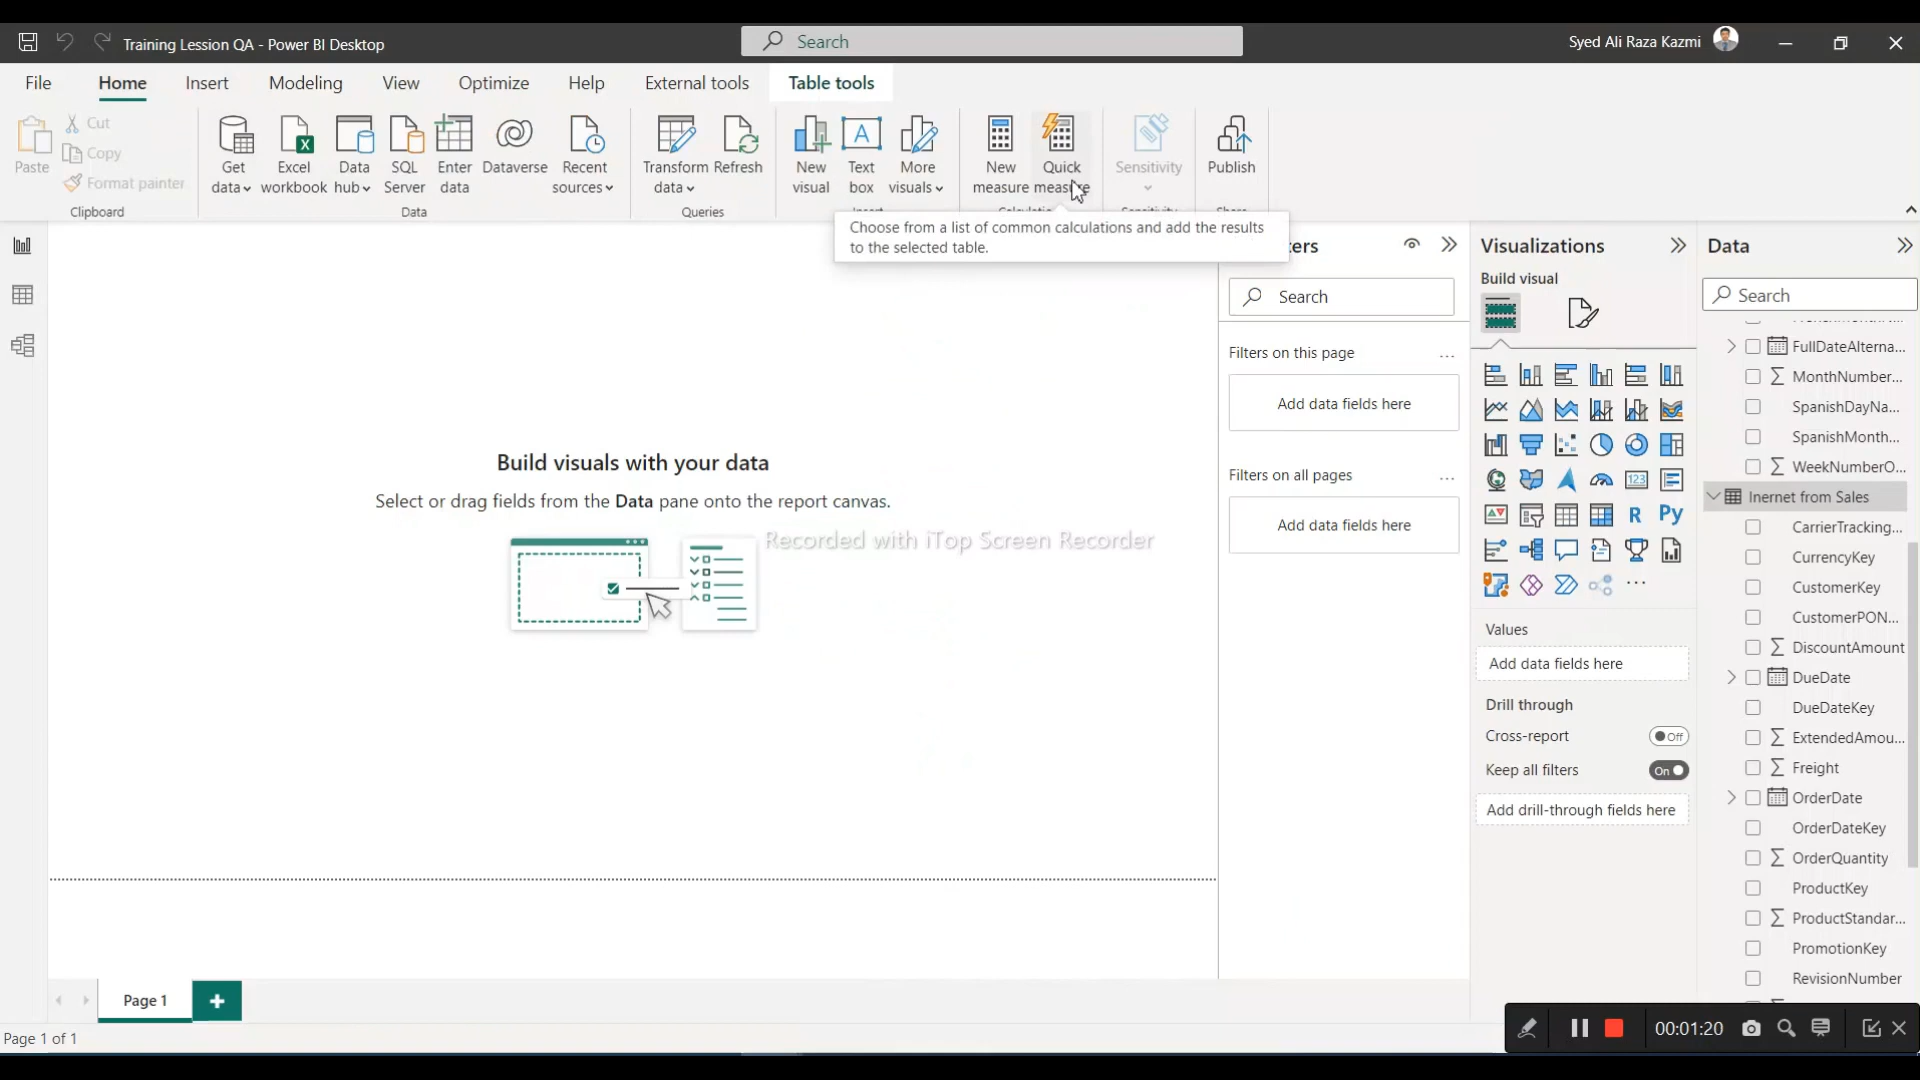 Training Lession QA - Power BI Desktop
Search
Syed Ali Raza Kazmi
File
Home
Insert
Modeling
View
Optimize
Help
External tools
Table tools
Paste
Cut
Copy
Format painter
Clipboard
Get data
Excel workbook
Data hub
SQL Server
Enter data
Dataverse
Recent sources
Data
Transform data
Refresh
Queries
New visual
Text box
More visuals
New measure
Quick measure
Sensitivity
Publish
Choose from a list of common calculations and add the results
to the selected table.
Build visuals with your data
Select or drag fields from the Data pane onto the report canvas.
Recorded with iTop Screen Recorder
Search
Filters on this page
...
Add data fields here
Filters on all pages
...
Add data fields here
Visualizations
Build visual
123
R
Py
...
Values
Add data fields here
Drill through
Cross-report
Off
Keep all filters
On
Add drill-through fields here
Data
Search
FullDateAlterna...
MonthNumber...
SpanishDayNa...
SpanishMonth...
WeekNumberO...
Inernet from Sales
CarrierTracking...
CurrencyKey
CustomerKey
CustomerPON...
DiscountAmount
DueDate
DueDateKey
ExtendedAmou...
Freight
OrderDate
OrderDateKey
OrderQuantity
ProductKey
ProductStandar...
PromotionKey
RevisionNumber
Page 1
Page 1 of 1
00:01:20